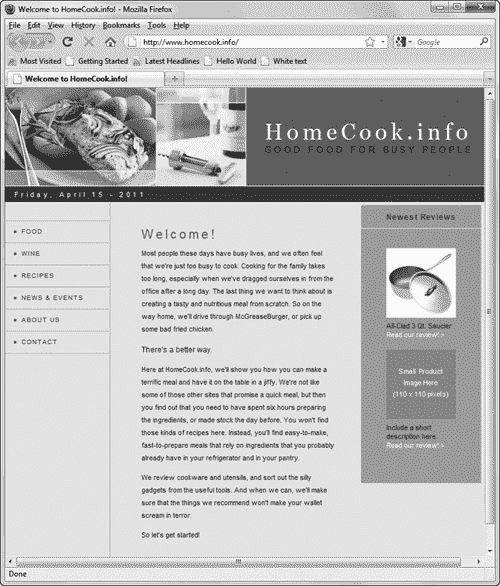 Welcome to HomeCook.info! - Mozilla Firefox
File Edit View History Bookmarks Tools Help
http://www.homecook.info/
Google
Most Visited Getting Started Latest Headlines Hello World White text
Welcome to HomeCook.info!
HomeCook.info
GOOD FOOD FOR BUSY PEOPLE
Friday, April 15 - 2011
FOOD
WINE
RECIPES
NEWS & EVENTS
ABOUT US
CONTACT
Welcome!
Most people these days have busy lives, and we often feel
that we're just too busy to cook. Cooking for the family takes
too long, especially when we've dragged ourselves in from the
office after a long day. The last thing we want to think about is
creating a tasty and nutritious meal from scratch. So on the
way home, we'll drive through McGreaseBurger, or pick up
some bad fried chicken.
There's a better way.
Here at HomeCook.info, we'll show you how you can make a
terrific meal and have it on the table in a jiffy. We're not like
some of those other sites that promise a quick meal, but then
you find out that you need to have spent six hours preparing
the ingredients, or made stock the day before. You won't find
those kinds of recipes here. Instead, you'll find easy-to-make,
fast-to-prepare meals that rely on ingredients that you probably
already have in your refrigerator and in your pantry.
We review cookware and utensils, and sort out the silly
gadgets from the useful tools. And when we can, we'll make
sure that the things we recommend won't make your wallet
scream in terror.
So let's get started!
Newest Reviews
All-Clad 3 Qt. Saucier
Read our review! >
Small Product
Image Here
(110 x 110 pixels)
Include a short
description here.
Read our review! >
Done